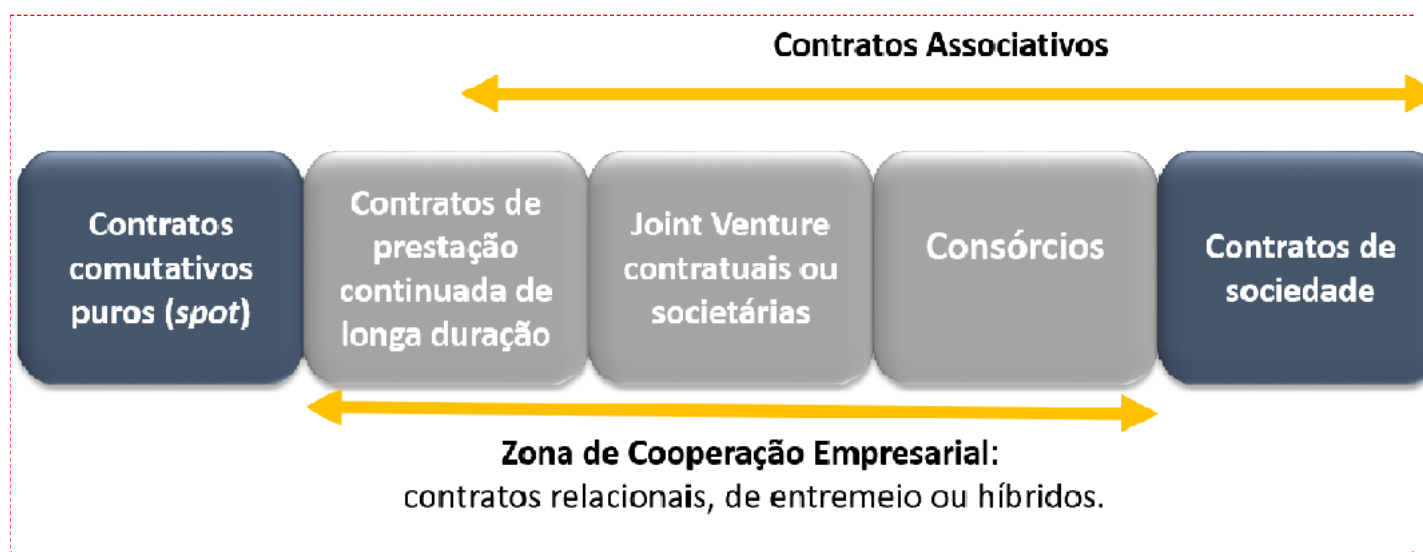 Contratos Associativos
Contratos
comutativos
puros (spot)
Contratos de
prestação
continuada de
longa duração
Joint Venture
contratuais ou
societárias
Consórcios
Contratos de
sociedade
Zona de Cooperação Empresarial:
contratos relacionais, de entremeio ou híbridos.